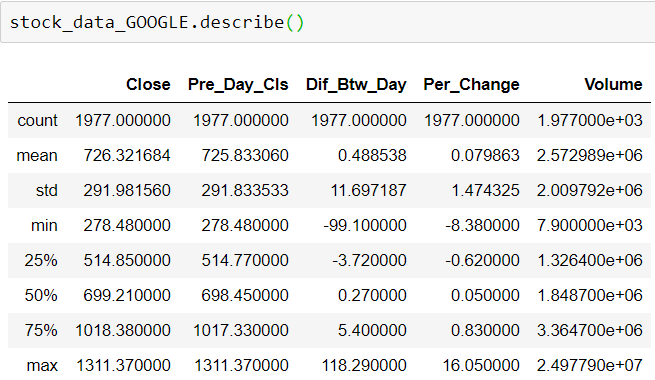 stock_data_GOOGLE.describe()
Close Pre_Day_Cls Dif_Btw_Day Per_Change Volume
count 1977.000000 1977.000000 1977.000000 1977.000000 1.977000e+03
mean 726.321684 725.833060 0.488538 0.079863 2.572989e+06
std 291.981560 291.833533 11.697187 1.474325 2.009792e+06
min 278.480000 278.480000 -99.100000 -8.380000 7.900000e+03
25% 514.850000 514.770000 -3.720000 -0.620000 1.326400e+06
50% 699.210000 698.450000 0.270000 0.050000 1.848700e+06
75% 1018.380000 1017.330000 5.400000 0.830000 3.364700e+06
max 1311.370000 1311.370000 118.290000 16.050000 2.497790e+07